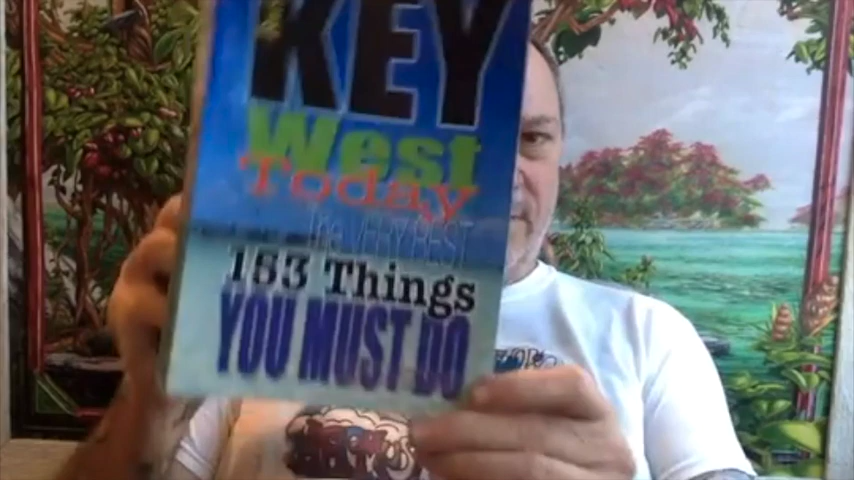 KEY
West
Today
The VERY BEST
153 Things
YOU MUST DO